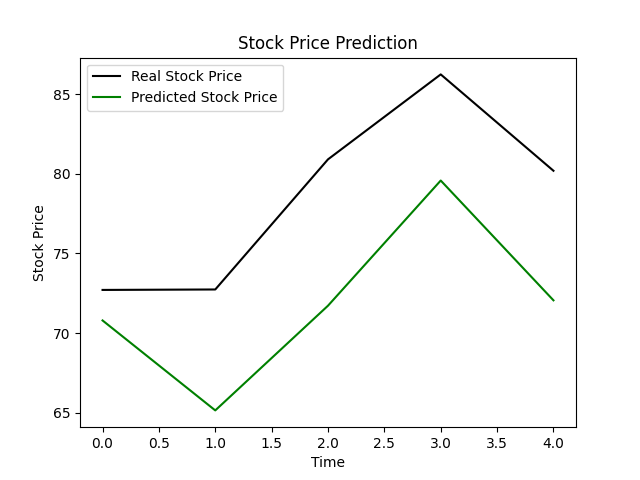 Stock Price Prediction
Real Stock Price
Predicted Stock Price
Stock Price
85
80
75
70
65
0.0 0.5 1.0 1.5 2.0 2.5 3.0 3.5 4.0
Time